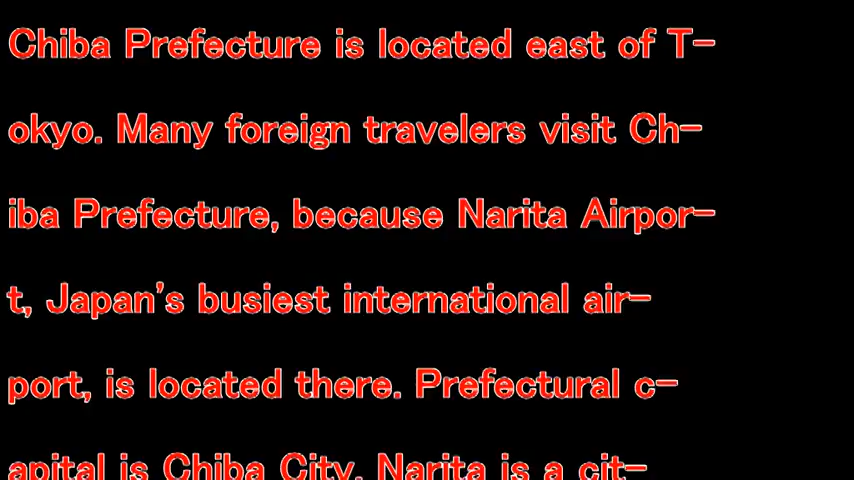 Chiba Prefecture is located east of T-
okyo. Many foreign travelers visit Ch-
iba Prefecture, because Narita Airpor-
t, Japan's busiest international air-
port, is located there. Prefectural c-
apital is Chiba City. Narita is a cit-